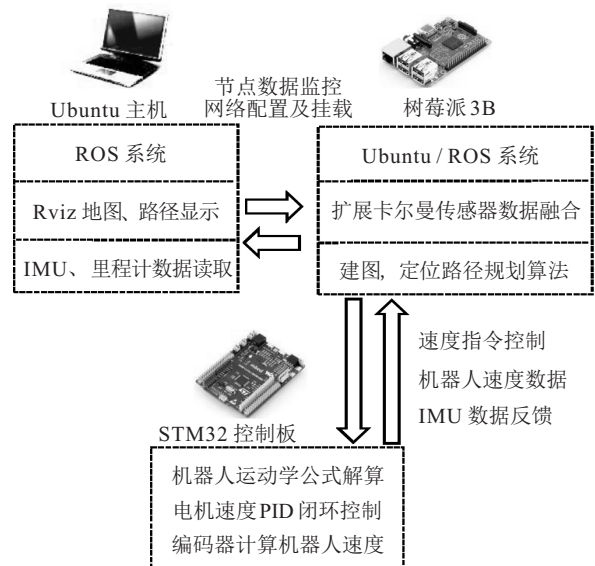 节点数据监控
Ubuntu 主机
网络配置及挂载
树莓派 3B
ROS 系统
Rviz 地图、路径显示
IMU、里程计数据读取
Ubuntu / ROS 系统
扩展卡尔曼传感器数据融合
建图, 定位路径规划算法
速度指令控制
机器人速度数据
IMU 数据反馈
STM32 控制板
机器人运动学公式解算
电机速度PID 闭环控制
编码器计算机器人速度